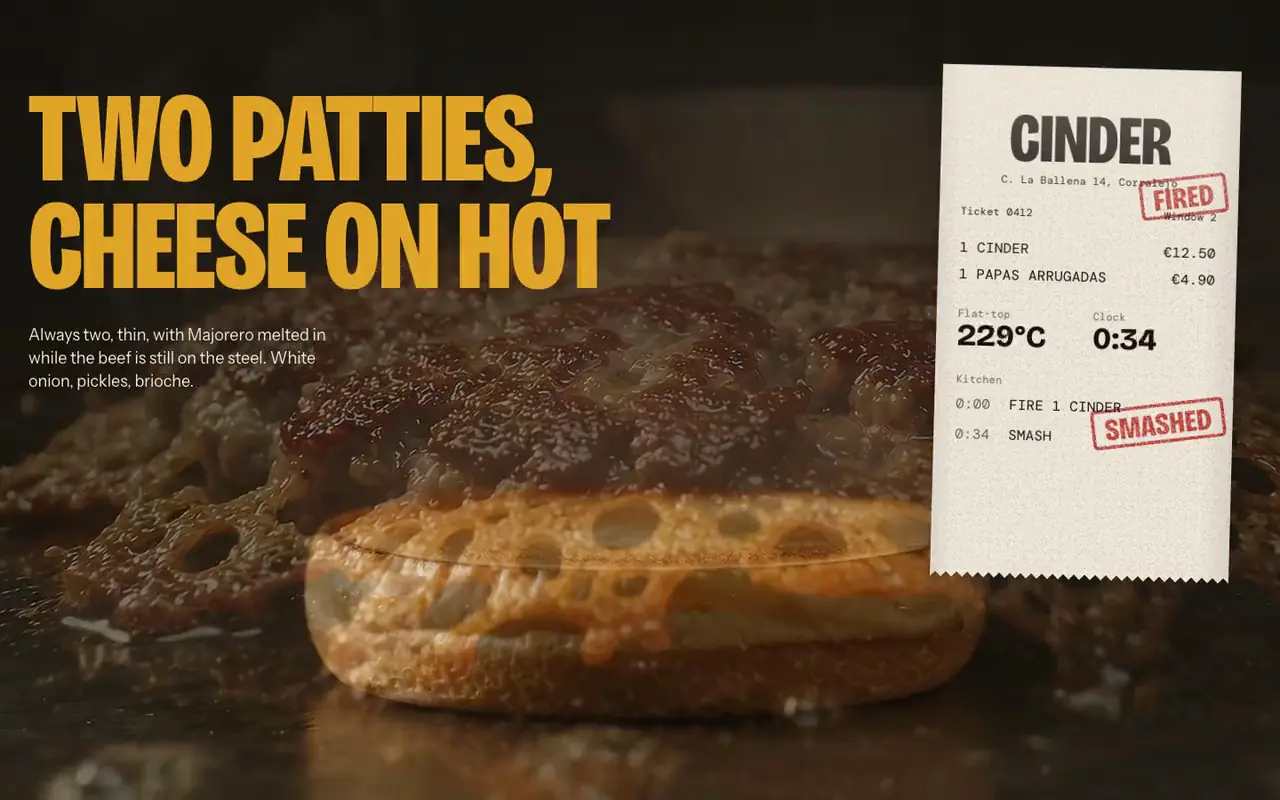 TWO PATTIES,
CHEESE ON HOT
Always two, thin, with Majorero melted in
while the beef is still on the steel. White
onion, pickles, brioche.
CINDER
C. La Ballena 14, Corralejo
FIRED
Ticket 0412
Window 2
1 CINDER €12.50
1 PAPAS ARRUGADAS €4.90
Flat-top Clock
229°C 0:34
Kitchen
0:00 FIRE 1 CINDER
0:34 SMASH
SMASHED